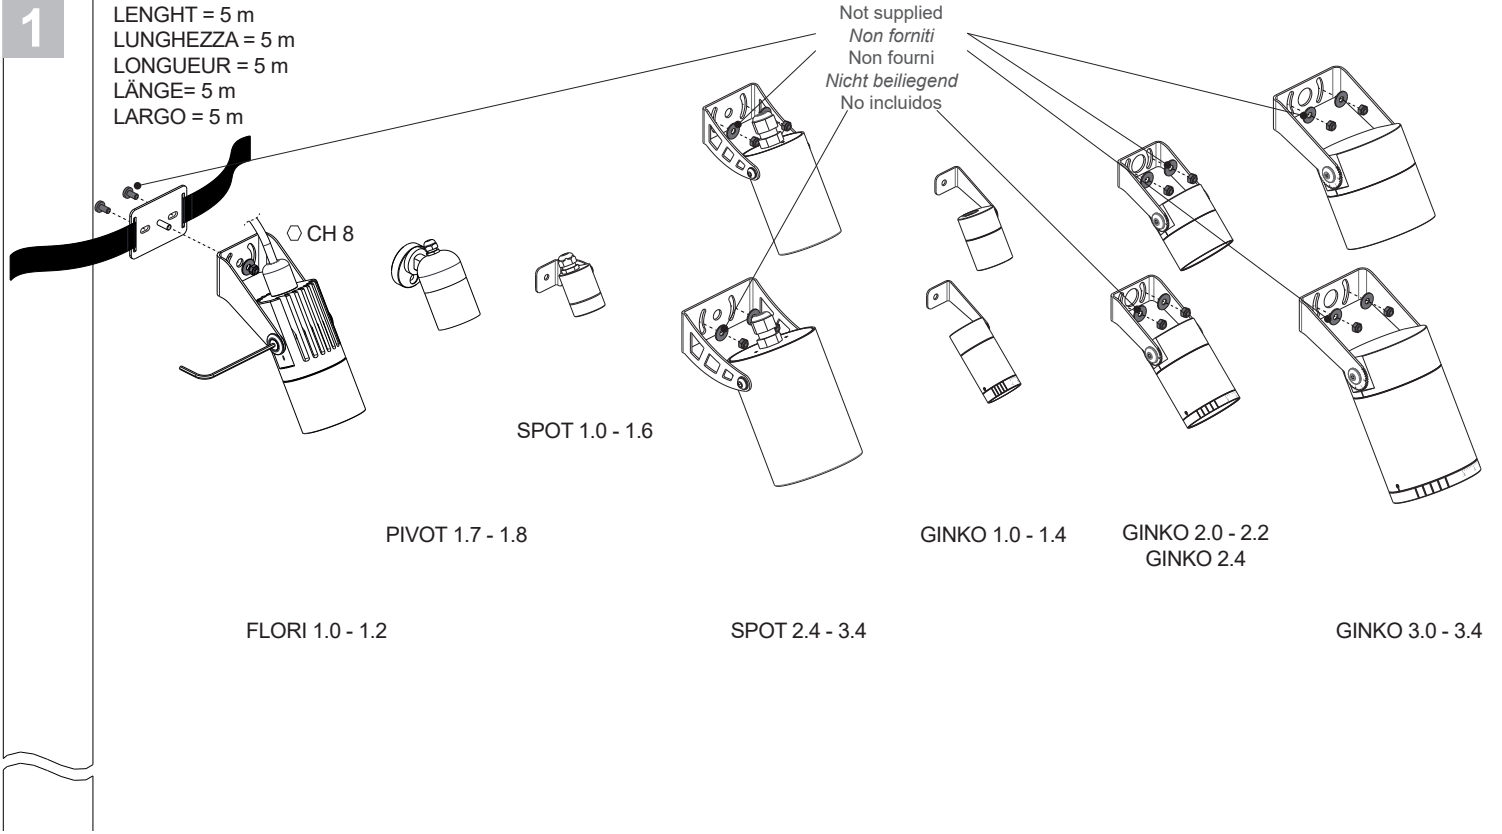 1
LENGHT = 5 m
LUNGHEZZA = 5 m
LONGUEUR = 5 m
LÄNGE= 5 m
LARGO = 5 m
Not supplied
Non forniti
Non fourni
Nicht beiliegend
No incluidos
CH 8
SPOT 1.0 - 1.6
PIVOT 1.7 - 1.8
GINKO 1.0 - 1.4
GINKO 2.0 - 2.2
GINKO 2.4
FLORI 1.0 - 1.2
SPOT 2.4 - 3.4
GINKO 3.0 - 3.4